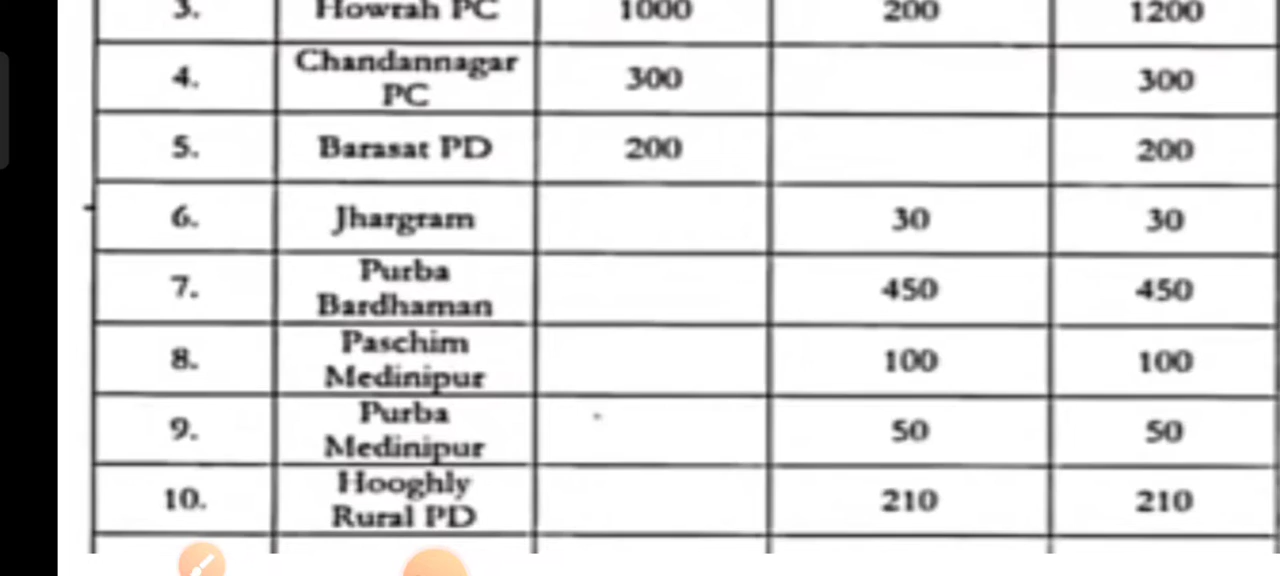 3. Howrah PC 1000 200 1200
4. Chandannagar PC 300 300
5. Barasat PD 200 200
6. Jhargram 30 30
7. Purba Bardhaman 450 450
8. Paschim Medinipur 100 100
9. Purba Medinipur 50 50
10. Hooghly Rural PD 210 210